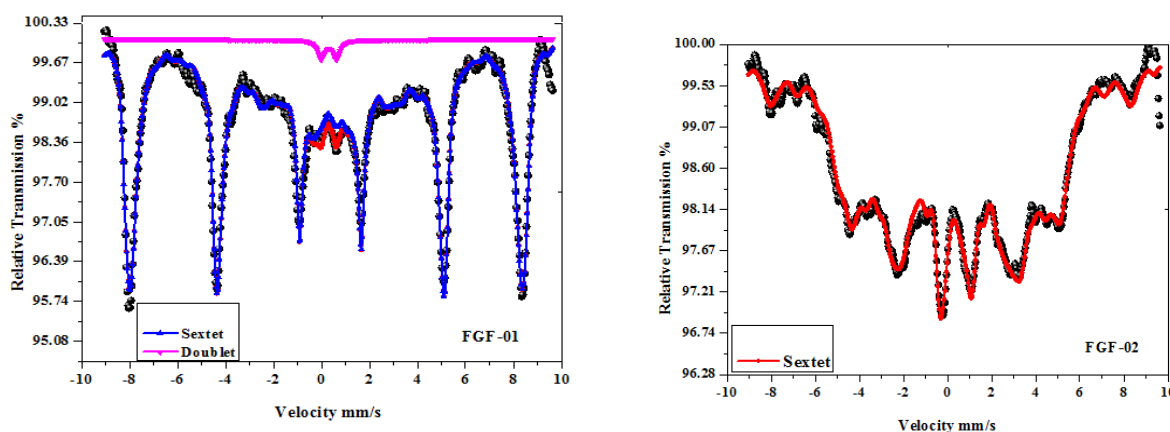 100.33
99.67
99.02
98.36
97.70
97.05
96.39
95.74
95.08
Relative Transmission %
Sextet
Doublet
FGF-01
-10 -8 -6 -4 -2 0 2 4 6 8 10
Velocity mm/s
100.00
99.53
99.07
98.60
98.14
97.67
97.21
96.74
96.28
Relative Transmission %
Sextet
FGF-02
-10 -8 -6 -4 -2 0 2 4 6 8 10
Velocity mm/s